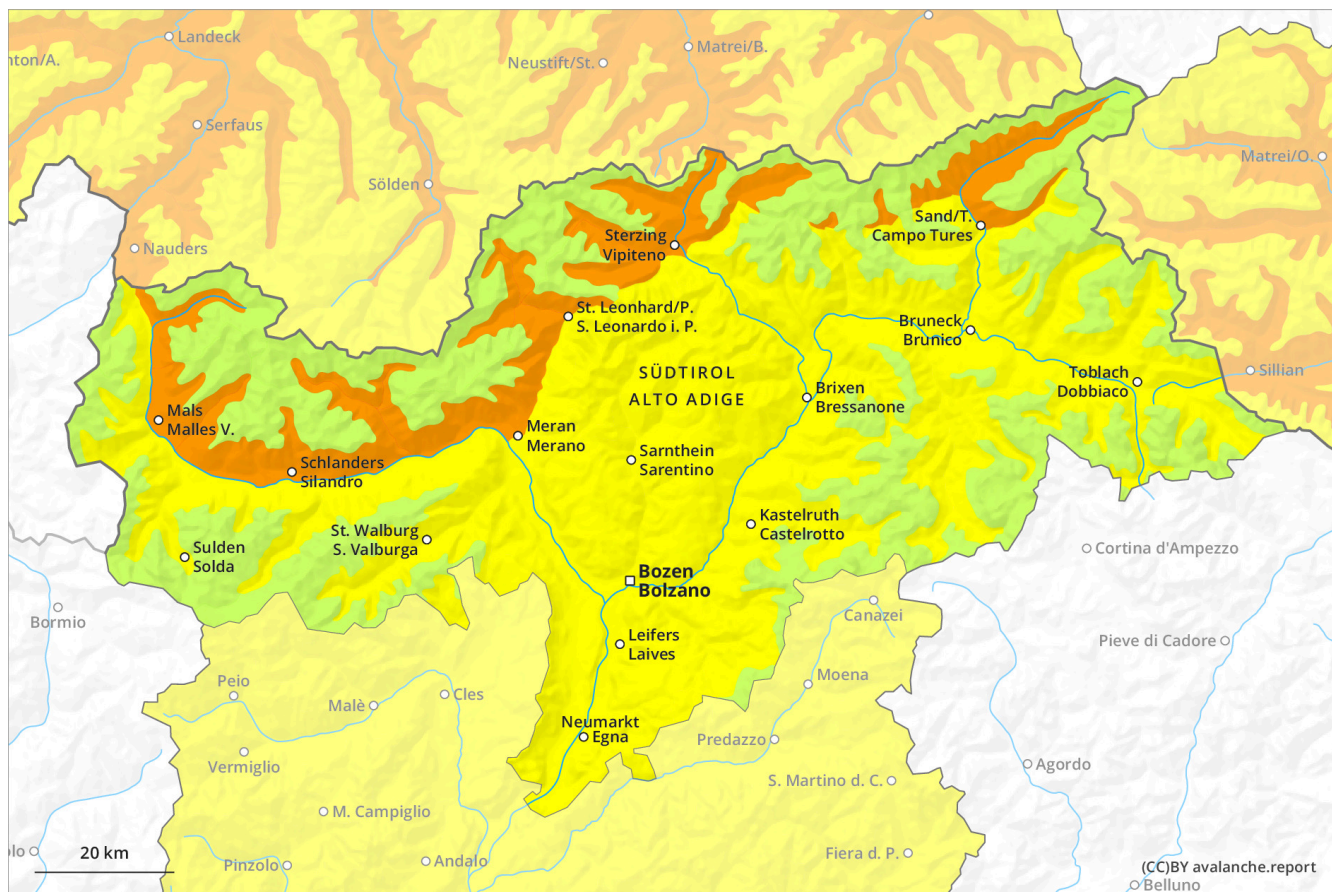 Landeck
nton/A.
Matrei/B.
Neustift/St.
Serfaus
Matrei/O.
Sölden
Sand/T.
Campo Tures
Sterzing
Vipiteno
Nauders
St. Leonhard/P.
S. Leonardo i. P.
Bruneck
Brunico
Sillian
Toblach
Dobbiaco
SÜDTIROL
ALTO ADIGE
Brixen
Bressanone
Mals
Malles V.
Meran
Merano
Sarnthein
Sarentino
Schlanders
Silandro
Kastelruth
Castelrotto
St. Walburg
S. Valburga
Sulden
Solda
Cortina d'Ampezzo
Bozen
Bolzano
Bormio
Canazei
Leifers
Laives
Pieve di Cadore
Peio
Moena
Cles
Malè
Neumarkt
Egna
Predazzo
Vermiglio
Agordo
S. Martino d. C.
M. Campiglio
olo
20 km
Pinzolo
Andalo
Fiera d. P.
(CC)BY avalanche.report
Belluno